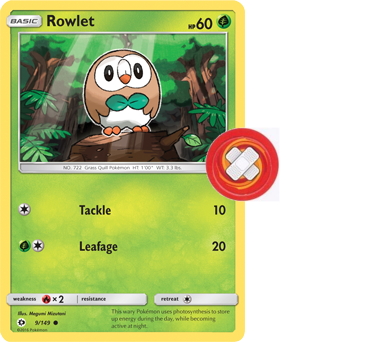 BASIC Rowlet HP 60
NO. 722 Grass Quill Pokémon HT 1'00" WT 3.3 lbs.
Tackle 10
Leafage 20
weakness × 2 resistance retreat
Illus. Megumi Mizutani
9/149
©2016 Pokémon
This wary Pokémon uses photosynthesis to store
up energy during the day, while becoming
active at night.